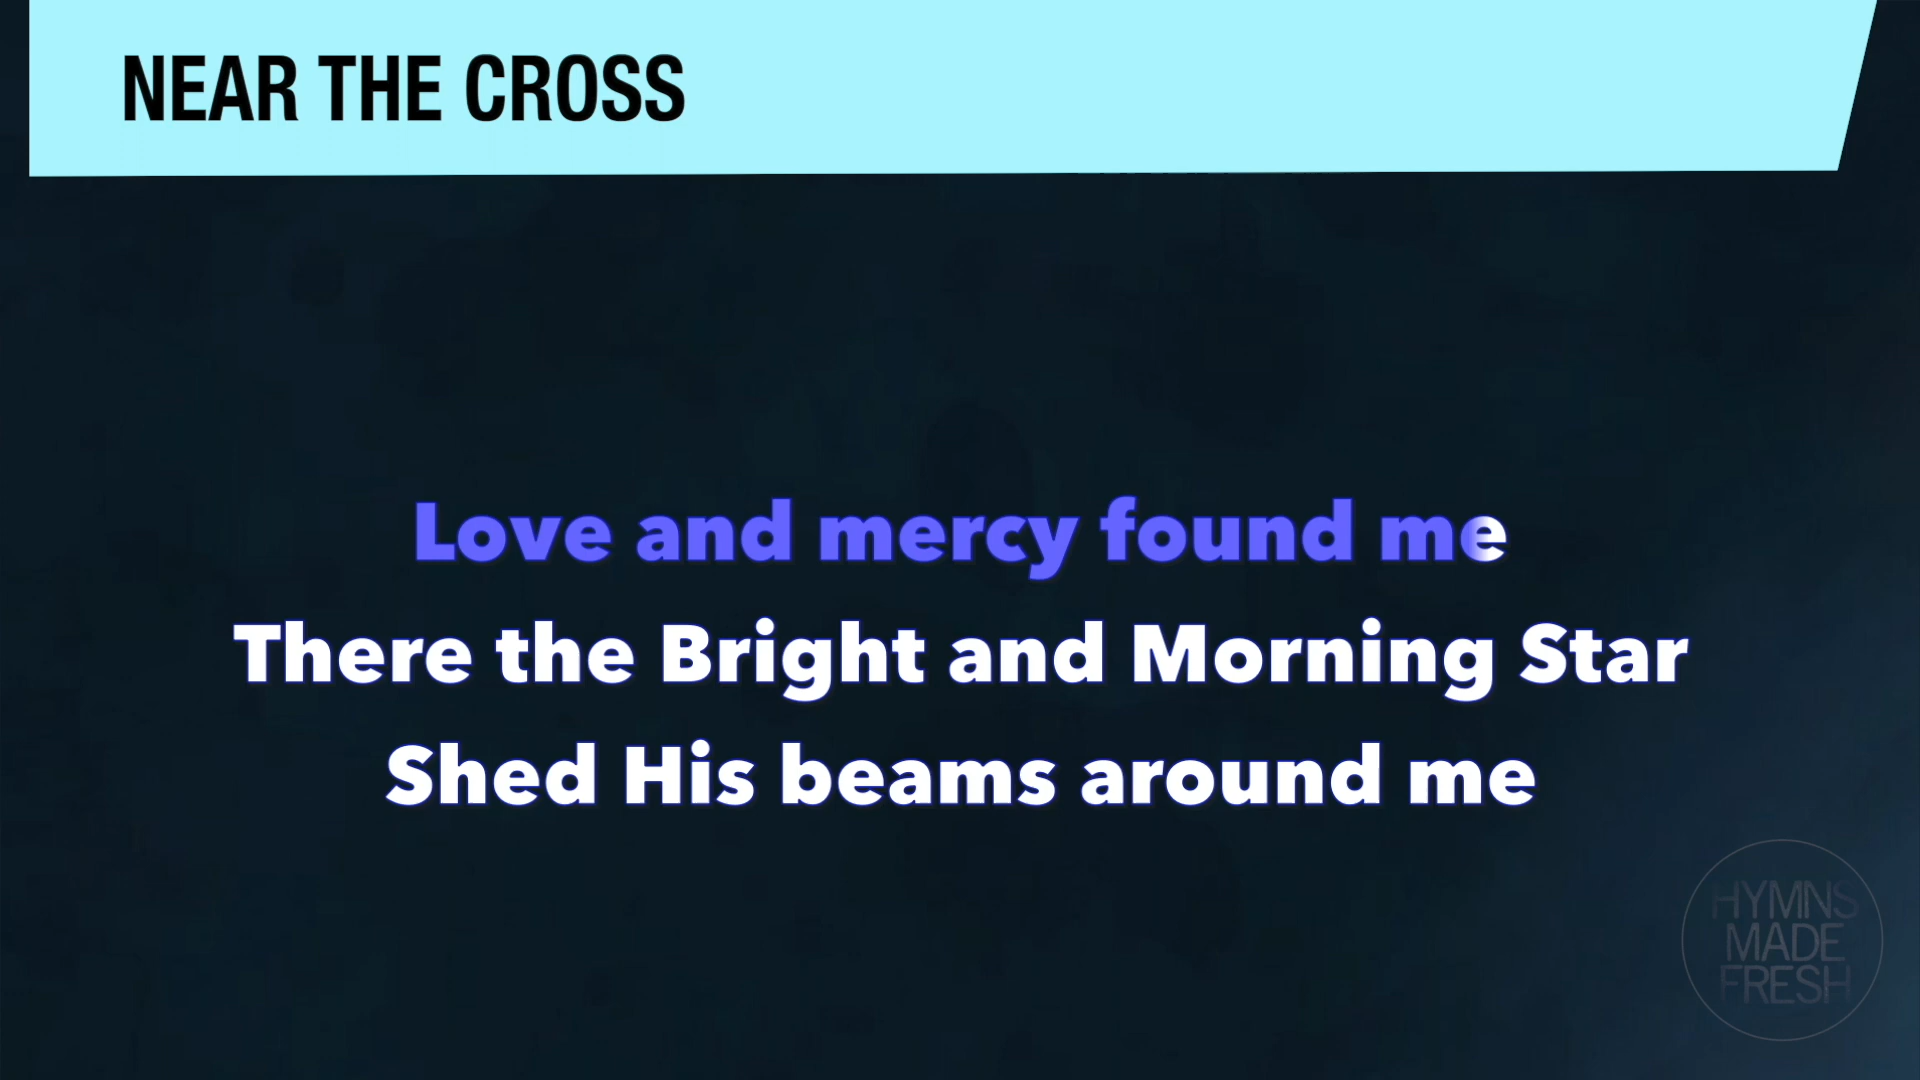 NEAR THE CROSS
Love and mercy found me
There the Bright and Morning Star
Shed His beams around me
HYMNS
MADE
FRESH